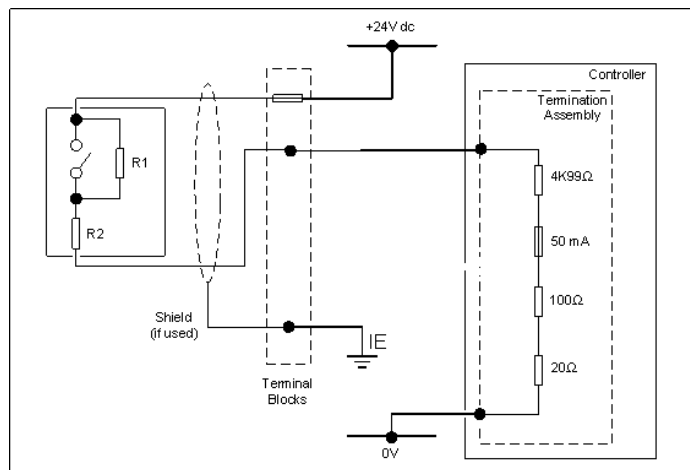 +24V dc
Controller
Termination
Assembly
R1
4K99Ω
R2
50 mA
100Ω
Shield
(if used)
IE
20Ω
Terminal
Blocks
0V